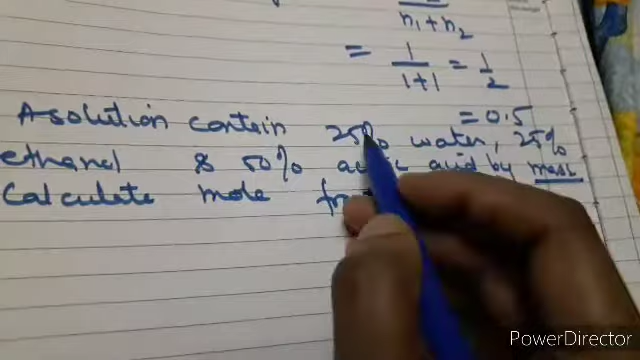 n₁ + n₂
= 1/(1+1) = 1/2
= 0.5
A solution contain 25% water, 25%
ethanol & 50% acid by mass
Calculate mole
PowerDirector